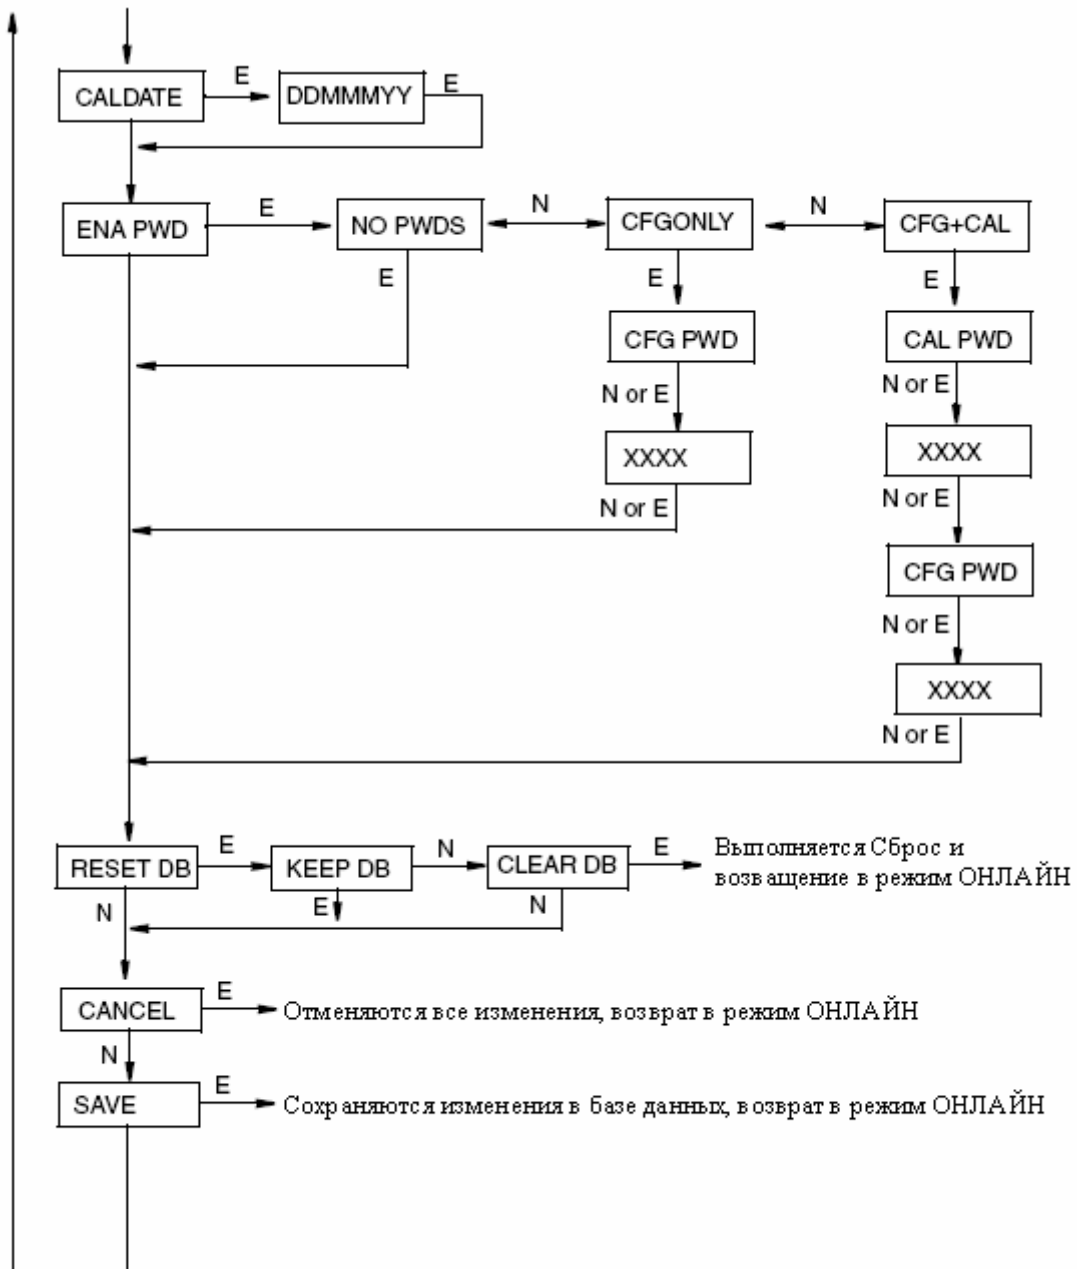 E
E
CALDATE
DDMMMYY
E
N
N
ENA PWD
NO PWDS
CFGONLY
CFG+CAL
E
E
E
CFG PWD
CAL PWD
N or E
N or E
XXXX
XXXX
N or E
N or E
CFG PWD
N or E
XXXX
N or E
E
N
E
Выполняется Сброс и
возващение в режим ОНЛАЙН
RESET DB
KEEP DB
CLEAR DB
N
E
N
E
CANCEL
Отменяются все изменения, возврат в режим ОНЛАЙН
N
E
SAVE
Сохраняются изменения в базе данных, возврат в режим ОНЛАЙН